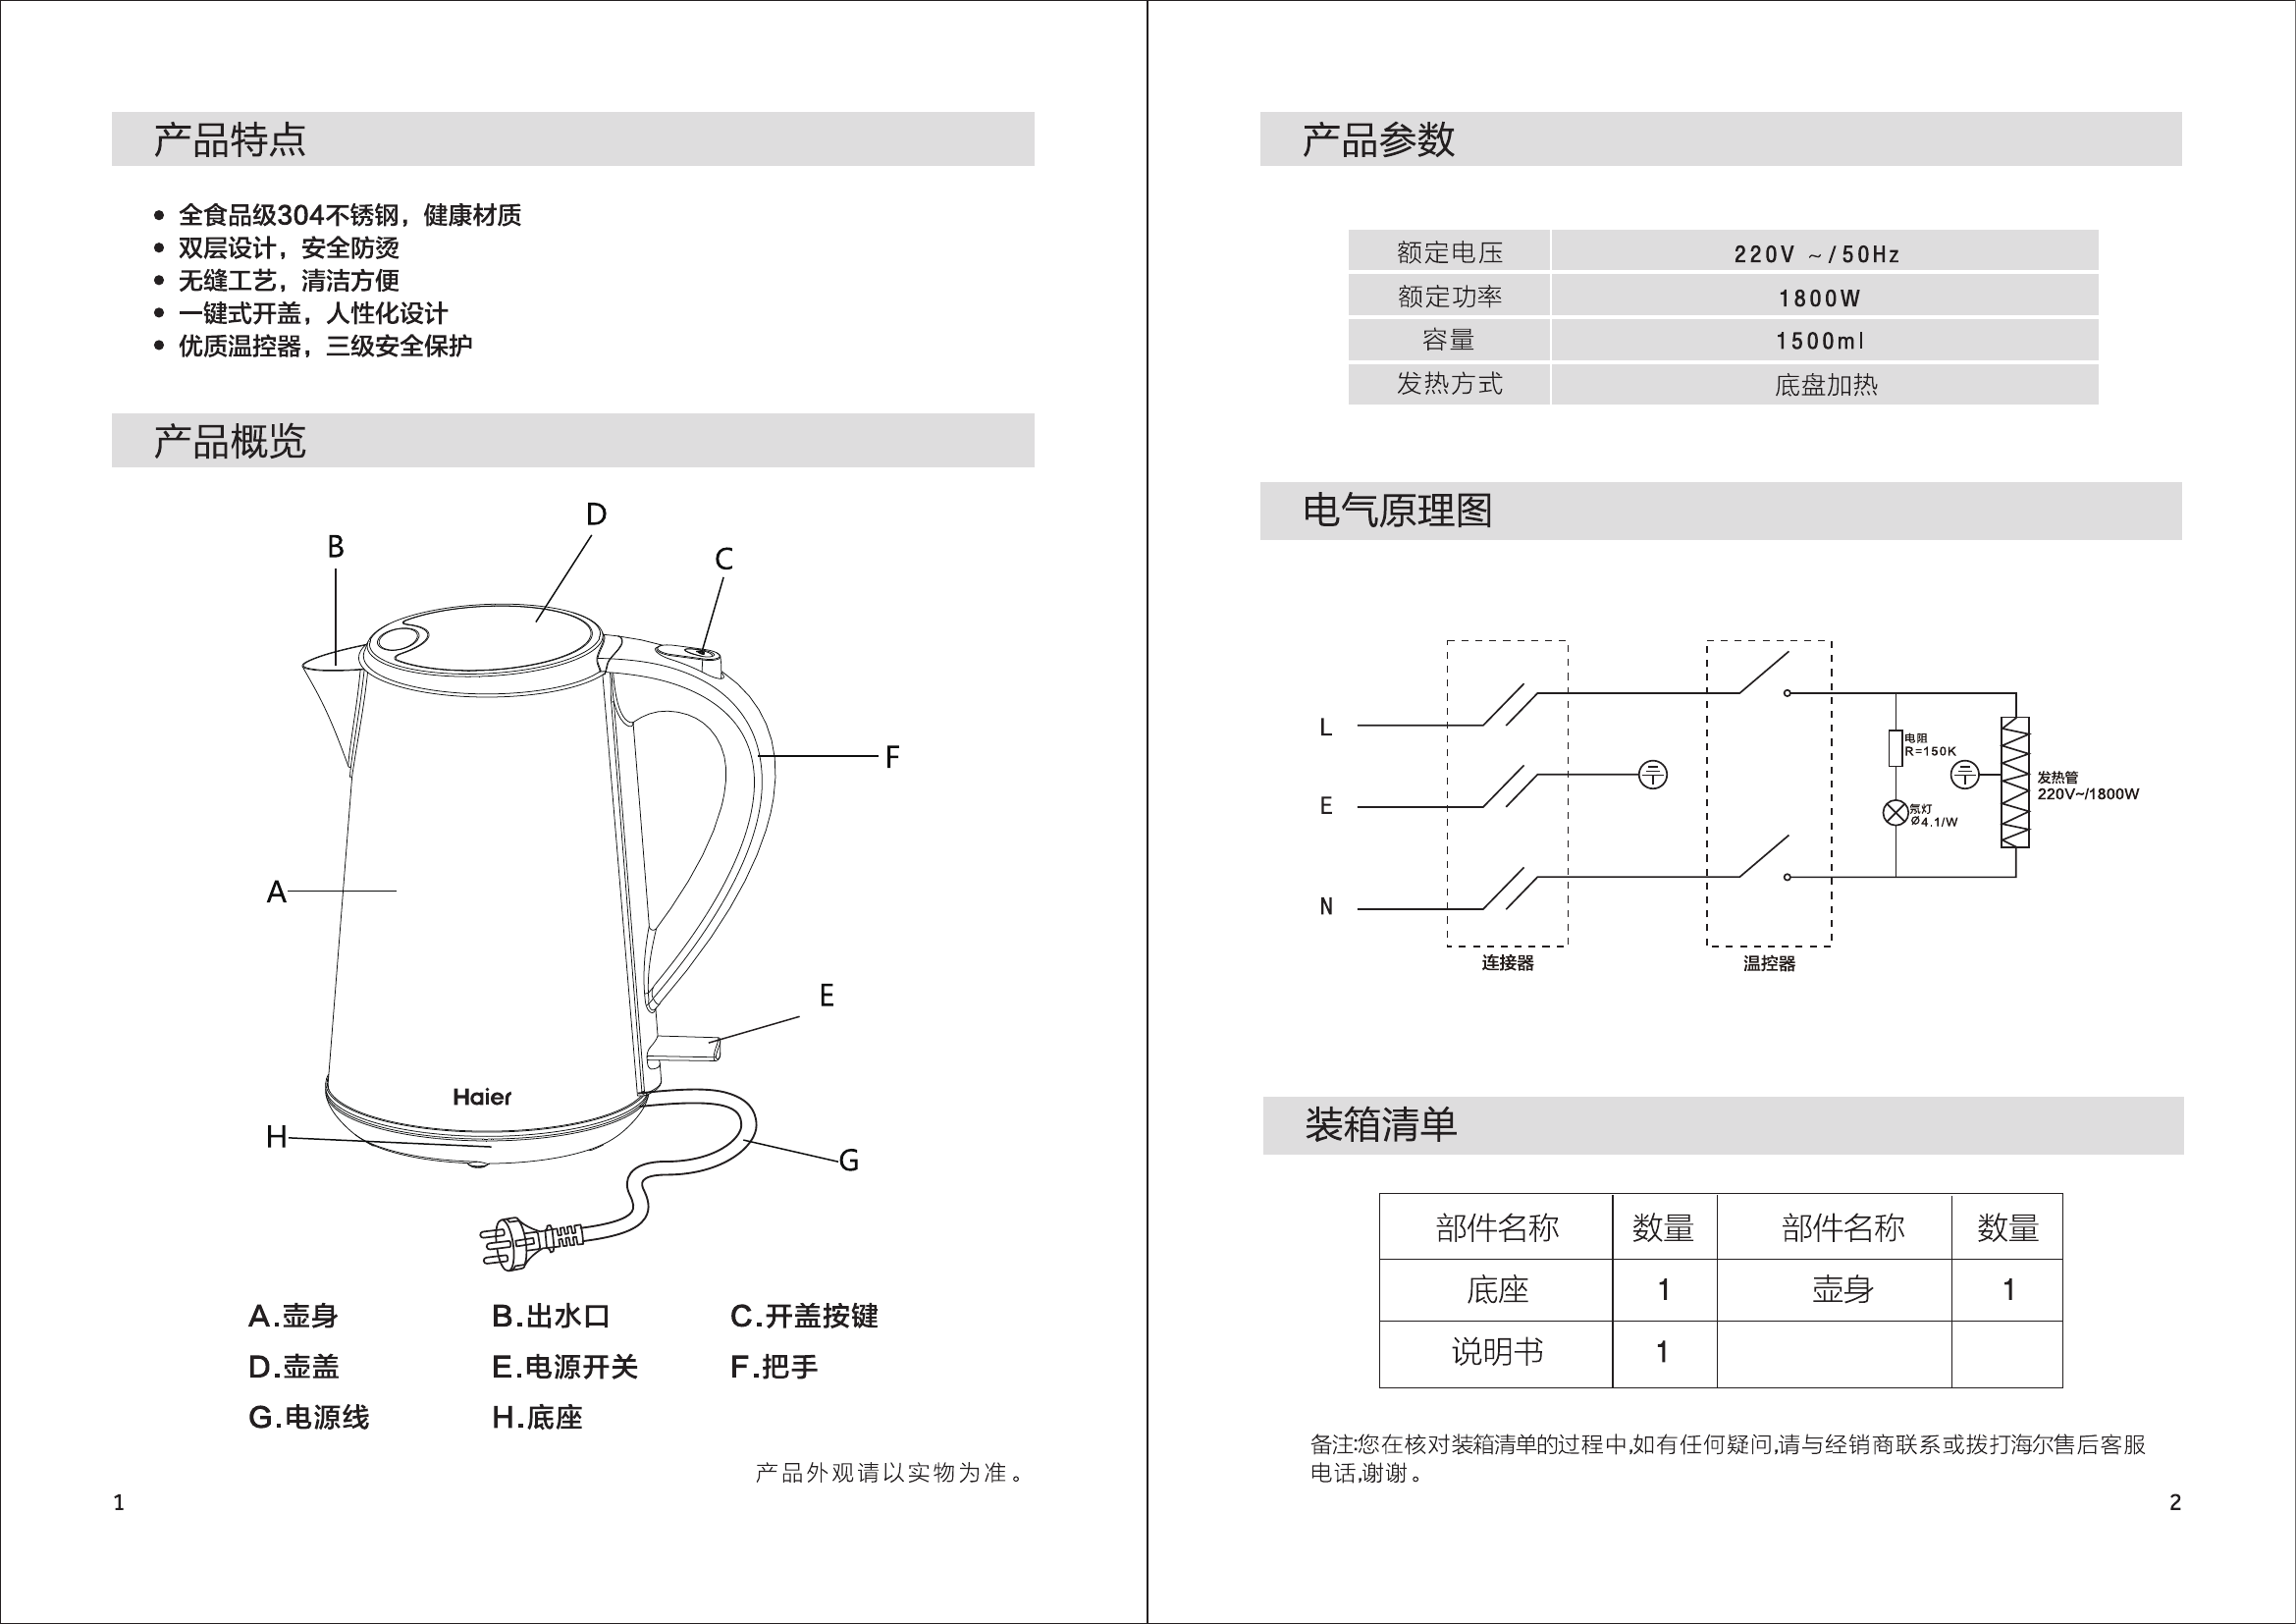 产品特点
● 全食品级304不锈钢，健康材质
● 双层设计，安全防烫
● 无缝工艺，清洁方便
● 一键式开盖，人性化设计
● 优质温控器，三级安全保护
产品概览
D
B
C
F
A
E
Haier
H
G
A.壶身 B.出水口 C.开盖按键
D.壶盖 E.电源开关 F.把手
G.电源线 H.底座
产品外观请以实物为准。
1
产品参数
额定电压 220V ~/50Hz
额定功率 1800W
容量 1500ml
发热方式 底盘加热
电气原理图
L
E
N
电阻
R=150K
氖灯
Ø4.1/W
发热管
220V~/1800W
连接器
温控器
装箱清单
部件名称 数量 部件名称 数量
底座 1 壶身 1
说明书 1
备注:您在核对装箱清单的过程中,如有任何疑问,请与经销商联系或拨打海尔售后客服
电话,谢谢。
2